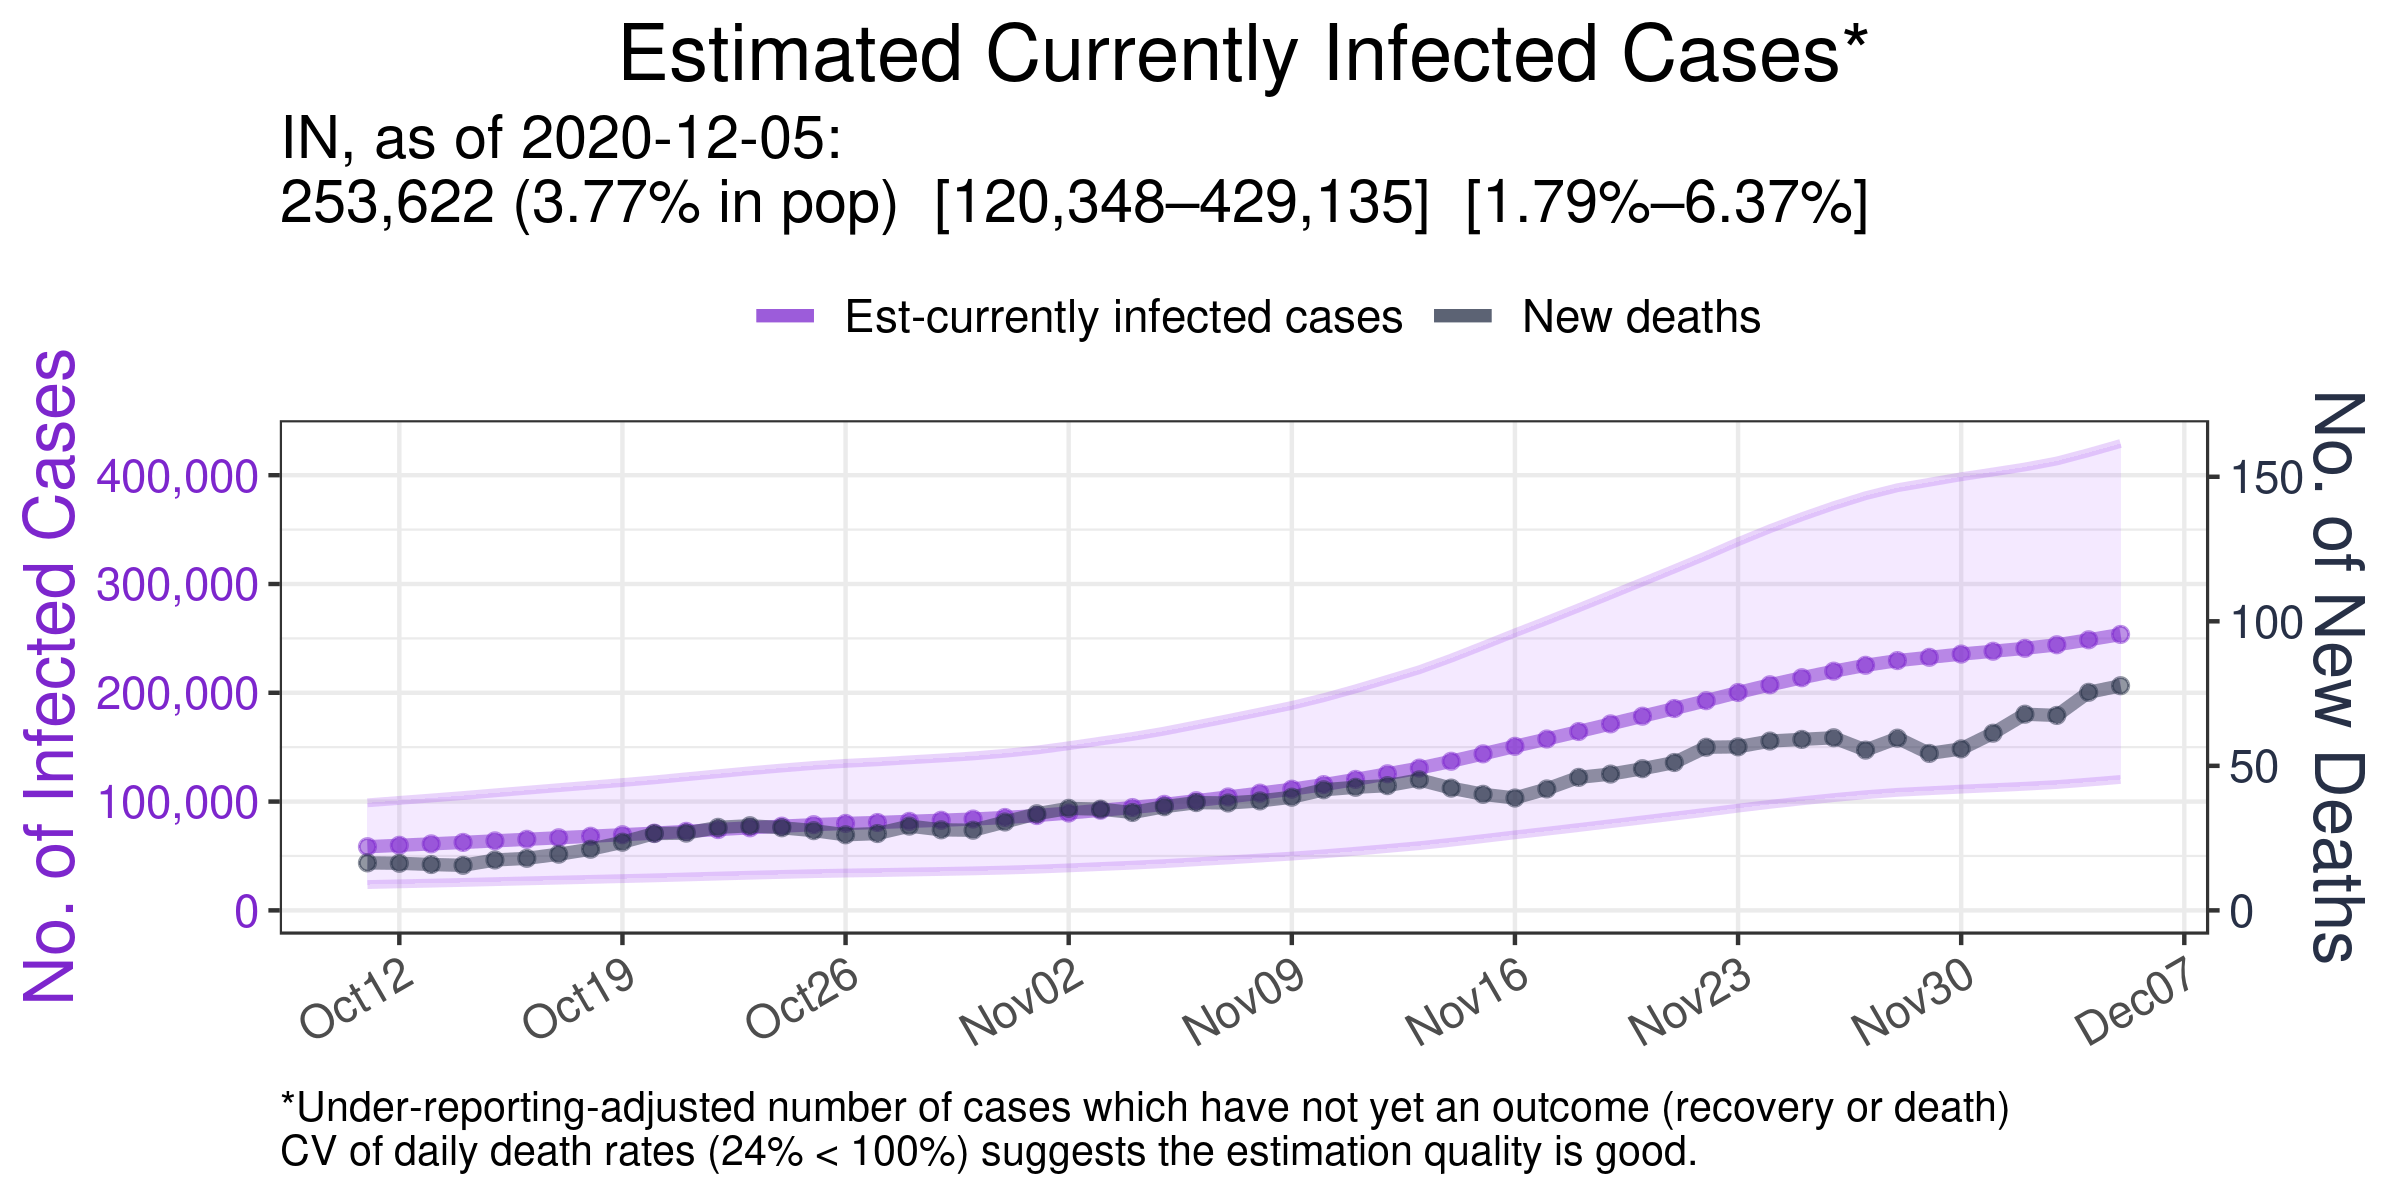 Estimated Currently Infected Cases*
IN, as of 2020-12-05:
253,622 (3.77% in pop)  [120,348–429,135]  [1.79%–6.37%]
Est-currently infected cases
New deaths
No. of Infected Cases
400,000
300,000
200,000
100,000
0
150
100
50
0
No. of New Deaths
Oct12
Oct19
Oct26
Nov02
Nov09
Nov16
Nov23
Nov30
Dec07
*Under-reporting-adjusted number of cases which have not yet an outcome (recovery or death)
CV of daily death rates (24% < 100%) suggests the estimation quality is good.